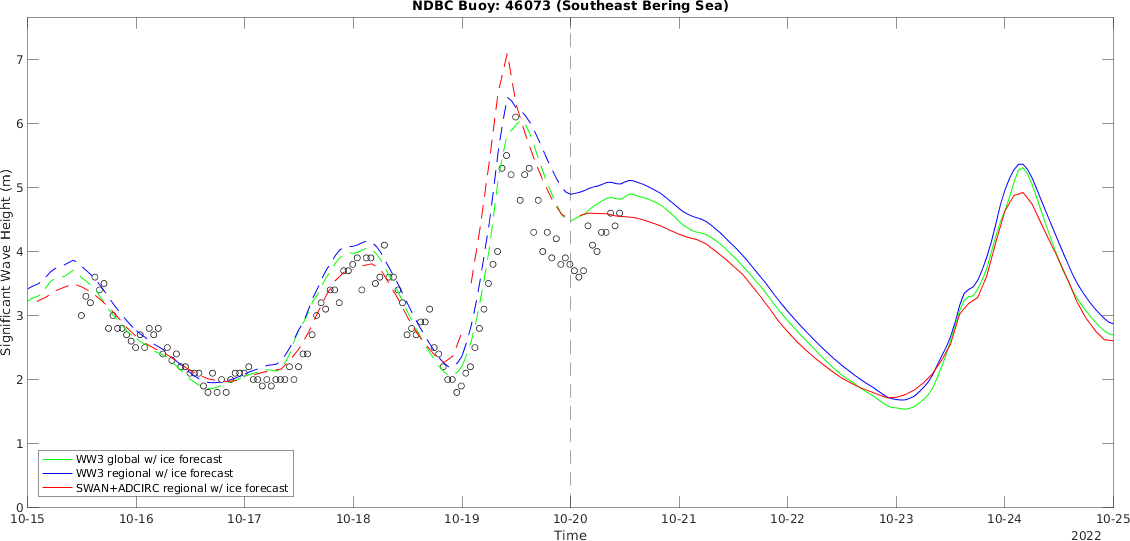 NDBC Buoy: 46073 (Southeast Bering Sea)
Significant Wave Height (m)
7
6
5
4
3
2
1
0
WW3 global w/ ice forecast
WW3 regional w/ ice forecast
SWAN+ADCIRC regional w/ ice forecast
10-15 10-16 10-17 10-18 10-19 10-20 10-21 10-22 10-23 10-24 10-25
Time
2022